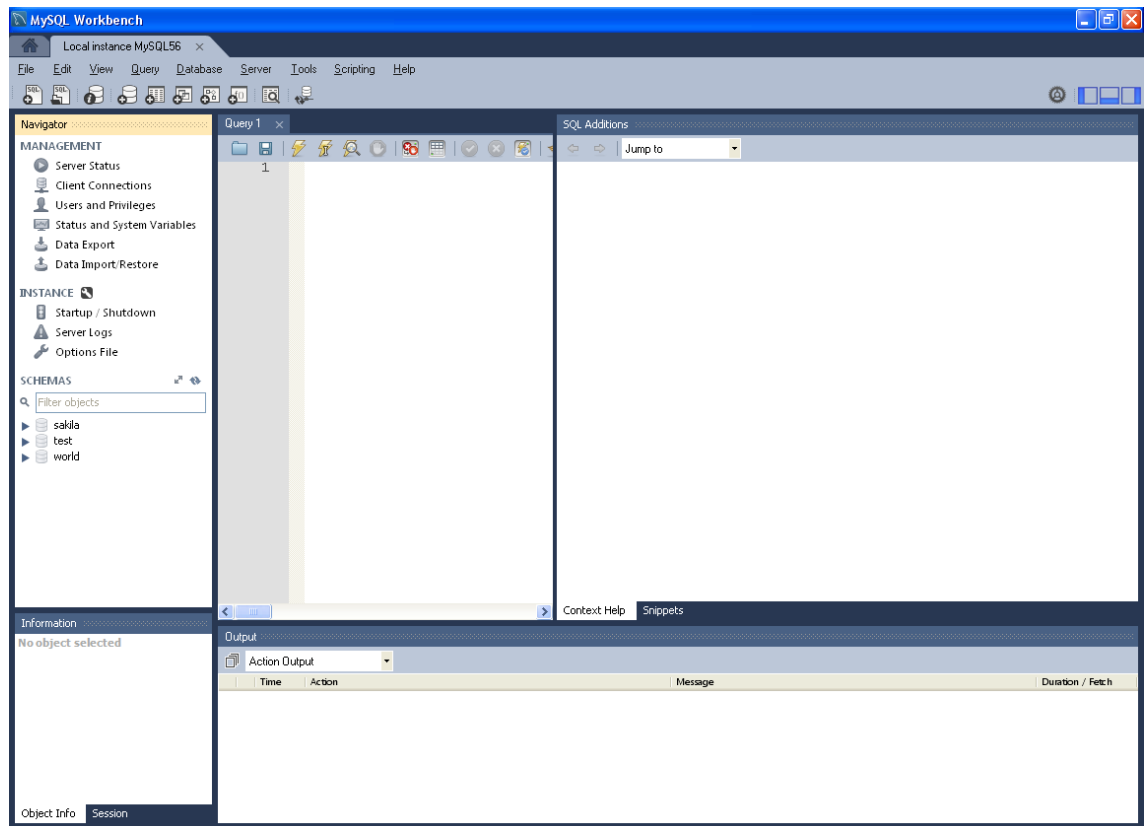 MySQL Workbench
Local instance MySQL56
File Edit View Query Database Server Tools Scripting Help
Navigator
MANAGEMENT
Server Status
Client Connections
Users and Privileges
Status and System Variables
Data Export
Data Import/Restore
INSTANCE
Startup / Shutdown
Server Logs
Options File
SCHEMAS
Filter objects
sakila
test
world
Information
No object selected
Object Info Session
Query 1
1
SQL Additions
Jump to
Context Help Snippets
Output
Action Output
Time Action Message Duration / Fetch